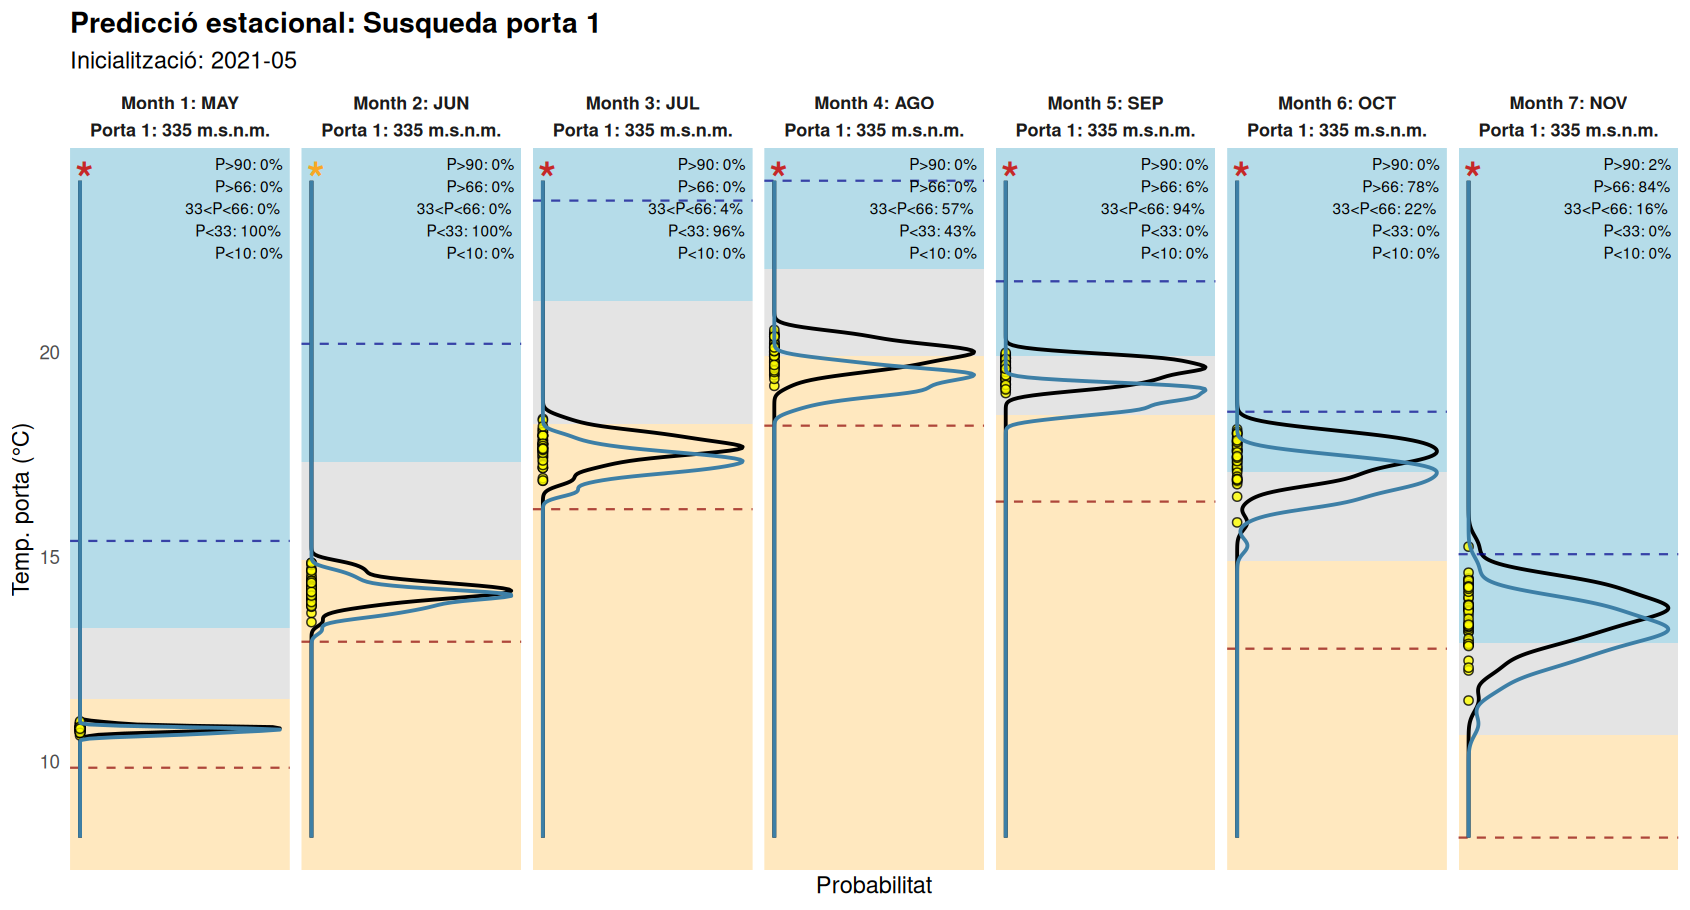 Predicció estacional: Susqueda porta 1
Inicialització: 2021-05
Month 1: MAY
Porta 1: 335 m.s.n.m.
Month 2: JUN
Porta 1: 335 m.s.n.m.
Month 3: JUL
Porta 1: 335 m.s.n.m.
Month 4: AGO
Porta 1: 335 m.s.n.m.
Month 5: SEP
Porta 1: 335 m.s.n.m.
Month 6: OCT
Porta 1: 335 m.s.n.m.
Month 7: NOV
Porta 1: 335 m.s.n.m.
*
P>90: 0%
P>66: 0%
33<P<66: 0%
P<33: 100%
P<10: 0%
*
P>90: 0%
P>66: 0%
33<P<66: 0%
P<33: 100%
P<10: 0%
*
P>90: 0%
P>66: 0%
33<P<66: 4%
P<33: 96%
P<10: 0%
*
P>90: 0%
P>66: 0%
33<P<66: 57%
P<33: 43%
P<10: 0%
*
P>90: 0%
P>66: 6%
33<P<66: 94%
P<33: 0%
P<10: 0%
*
P>90: 0%
P>66: 78%
33<P<66: 22%
P<33: 0%
P<10: 0%
*
P>90: 2%
P>66: 84%
33<P<66: 16%
P<33: 0%
P<10: 0%
Temp. porta (°C)
20
15
10
Probabilitat